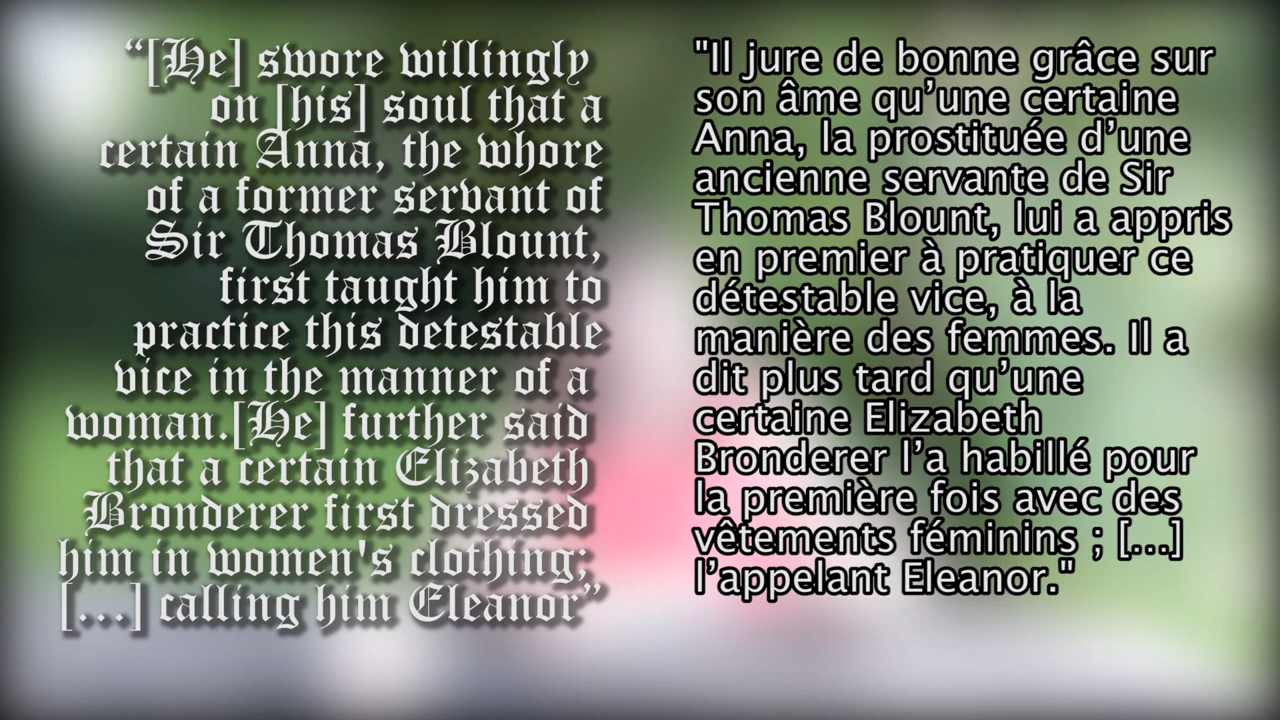 “[He] swore willingly
on [his] soul that a
certain Anna, the whore
of a former servant of
Sir Thomas Blount,
first taught him to
practice this detestable
vice in the manner of a
woman.[He] further said
that a certain Elizabeth
Bronderer first dressed
him in women's clothing;
[...] calling him Eleanor”
"Il jure de bonne grâce sur
son âme qu’une certaine
Anna, la prostituée d’une
ancienne servante de Sir
Thomas Blount, lui a appris
en premier à pratiquer ce
détestable vice, à la
manière des femmes. Il a
dit plus tard qu’une
certaine Elizabeth
Bronderer l’a habillé pour
la première fois avec des
vêtements féminins ; [...]
l’appelant Eleanor."